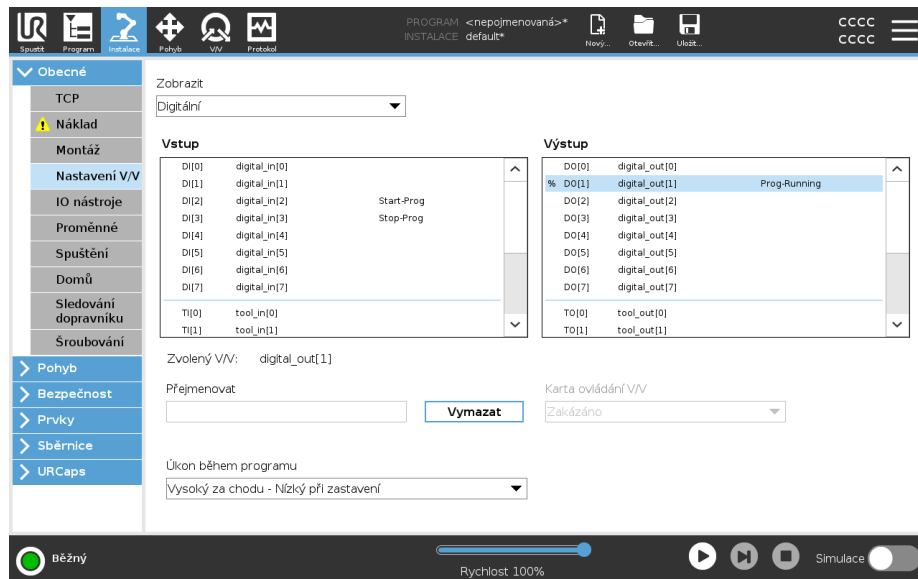 UR
PROGRAM <nepojmenovaná>*
INSTALACE default*
CCCC
CCCC
Spustit Program Instalace Pohyb V/V Protokol Nový... Otevřít... Uložit...
Obecné
TCP
Náklad
Montáž
Nastavení V/V
IO nástroje
Proměnné
Spuštění
Domů
Sledování
dopravníku
Šroubování
Pohyb
Bezpečnost
Prvky
Sběrnice
URCaps
Zobrazit
Digitální
Vstup
DI[0] digital_in[0]
DI[1] digital_in[1]
DI[2] digital_in[2] Start-Prog
DI[3] digital_in[3] Stop-Prog
DI[4] digital_in[4]
DI[5] digital_in[5]
DI[6] digital_in[6]
DI[7] digital_in[7]
TI[0] tool_in[0]
TI[1] tool_in[1]
Výstup
DO[0] digital_out[0]
% DO[1] digital_out[1] Prog-Running
DO[2] digital_out[2]
DO[3] digital_out[3]
DO[4] digital_out[4]
DO[5] digital_out[5]
DO[6] digital_out[6]
DO[7] digital_out[7]
TO[0] tool_out[0]
TO[1] tool_out[1]
Zvolený V/V: digital_out[1]
Přejmenovat
Vymazat
Karta ovládání V/V
Zakázáno
Úkon během programu
Vysoký za chodu - Nízký při zastavení
Běžný
Rychlost 100%
Simulace